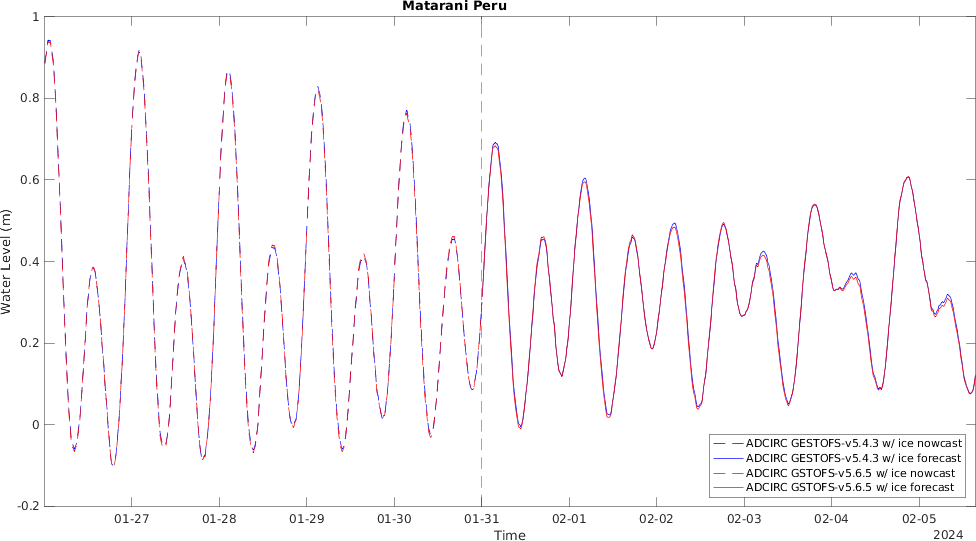 Matarani Peru
1
0.8
0.6
0.4
0.2
0
-0.2
Water Level (m)
01-27 01-28 01-29 01-30 01-31 02-01 02-02 02-03 02-04 02-05
Time
2024
ADCIRC GESTOFS-v5.4.3 w/ ice nowcast
ADCIRC GESTOFS-v5.4.3 w/ ice forecast
ADCIRC GSTOFS-v5.6.5 w/ ice nowcast
ADCIRC GSTOFS-v5.6.5 w/ ice forecast